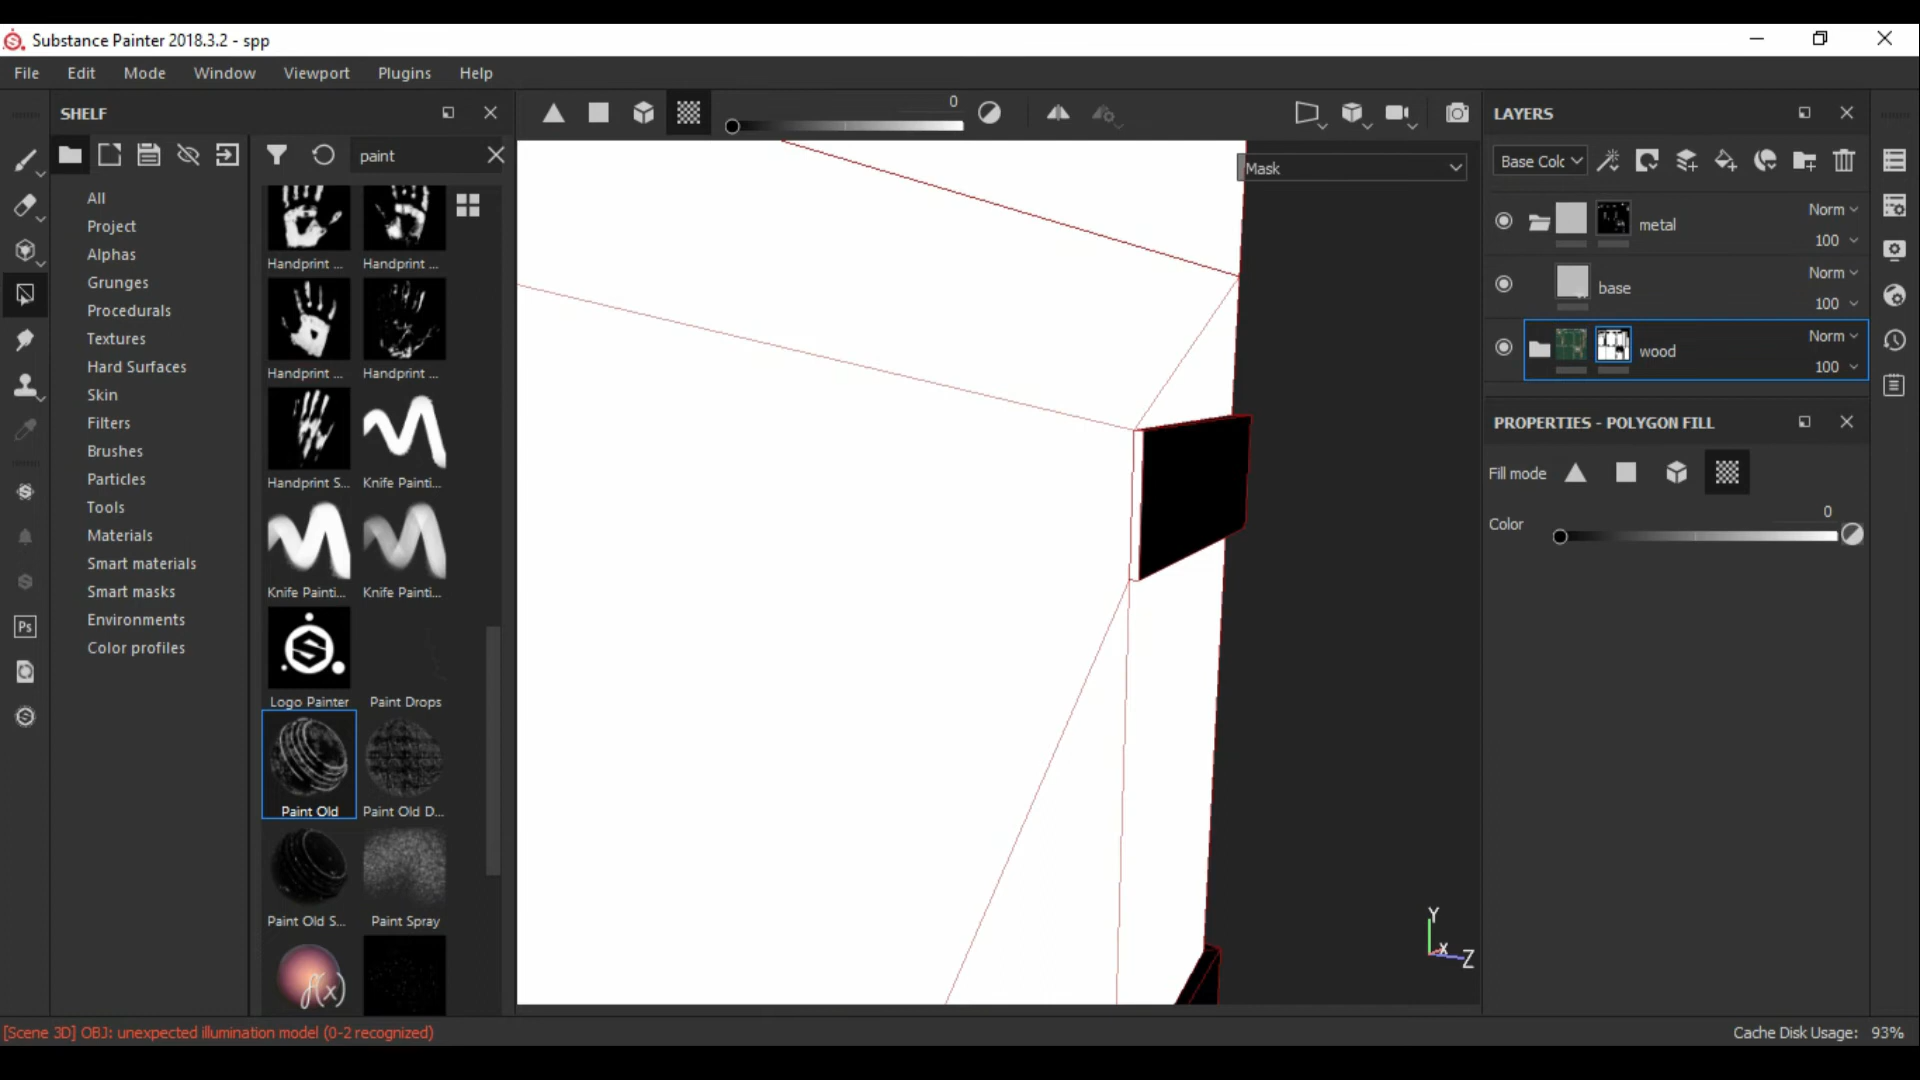 Substance Painter 2018.3.2 - spp
File Edit Mode Window Viewport Plugins Help
SHELF
paint
All
Project
Alphas
Grunges
Procedurals
Textures
Hard Surfaces
Skin
Filters
Brushes
Particles
Tools
Materials
Smart materials
Smart masks
Environments
Color profiles
Handprint ... Handprint ...
Handprint ... Handprint ...
Handprint S... Knife Painti...
Knife Painti... Knife Painti...
Logo Painter Paint Drops
Paint Old Paint Old D...
Paint Old S... Paint Spray
f(x)
Ps
0
Mask
Y
X
Z
LAYERS
Base Colc
Norm
metal
100
Norm
base
100
Norm
wood
100
PROPERTIES - POLYGON FILL
Fill mode
0
Color
[Scene 3D] OBJ: unexpected illumination model (0-2 recognized)
Cache Disk Usage: 93%